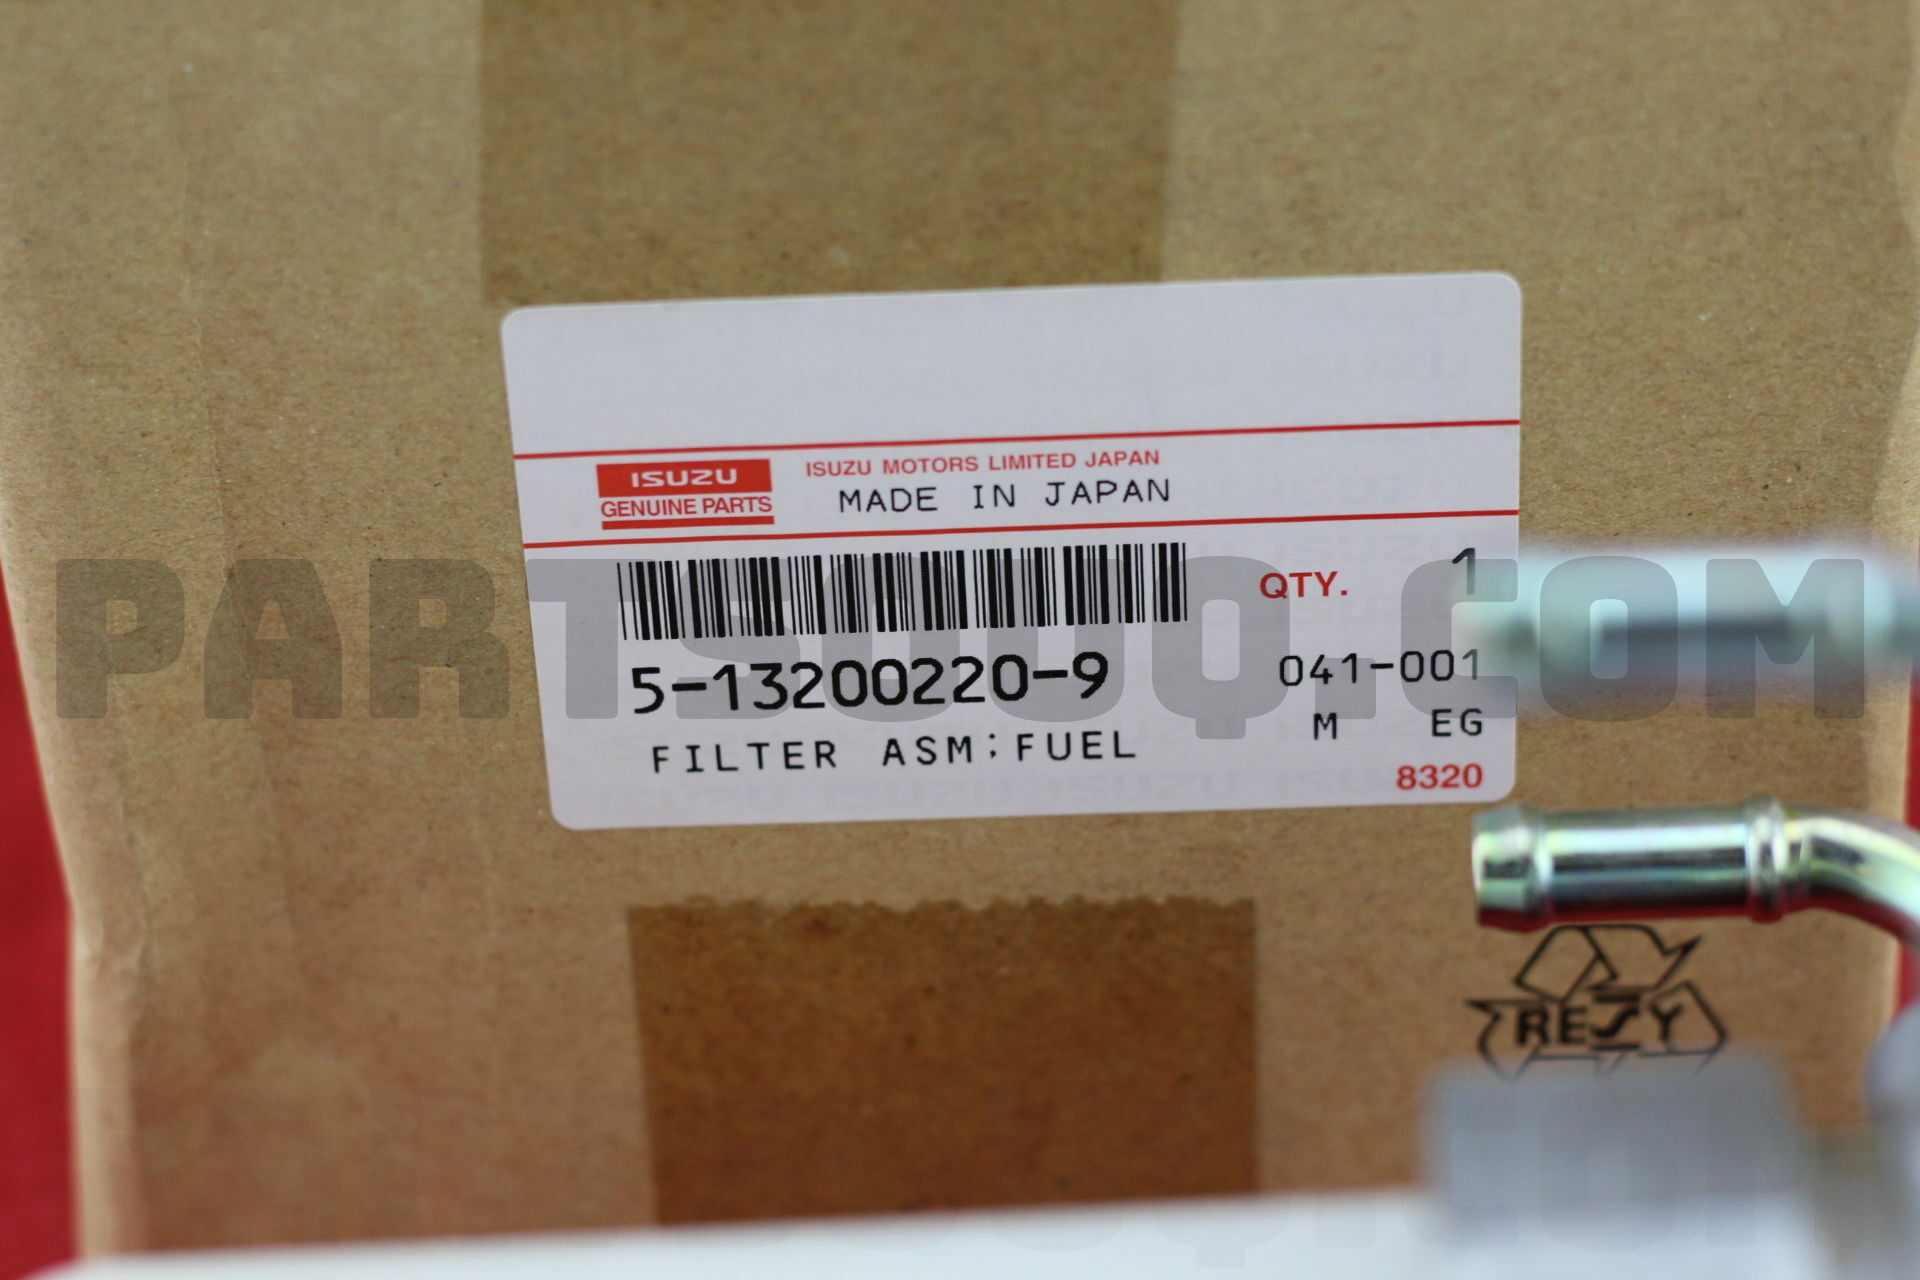 ISUZU
GENUINE PARTS
ISUZU MOTORS LIMITED JAPAN
MADE IN JAPAN
QTY. 1
5-13200220-9
041-001
FILTER ASM;FUEL
M EG
8320
PARTSOUQ.COM
RESY